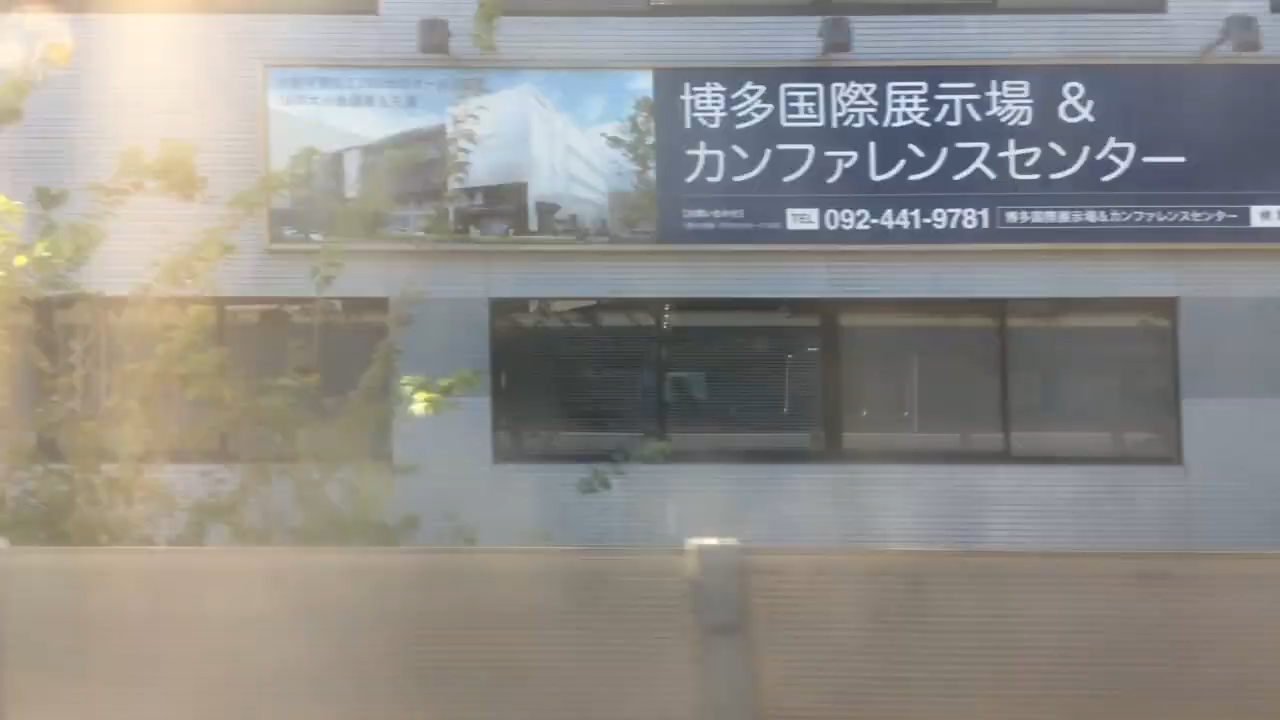 博多国際展示場 &
カンファレンスセンター
TEL 092-441-9781 博多国際展示場&カンファレンスセンター 検